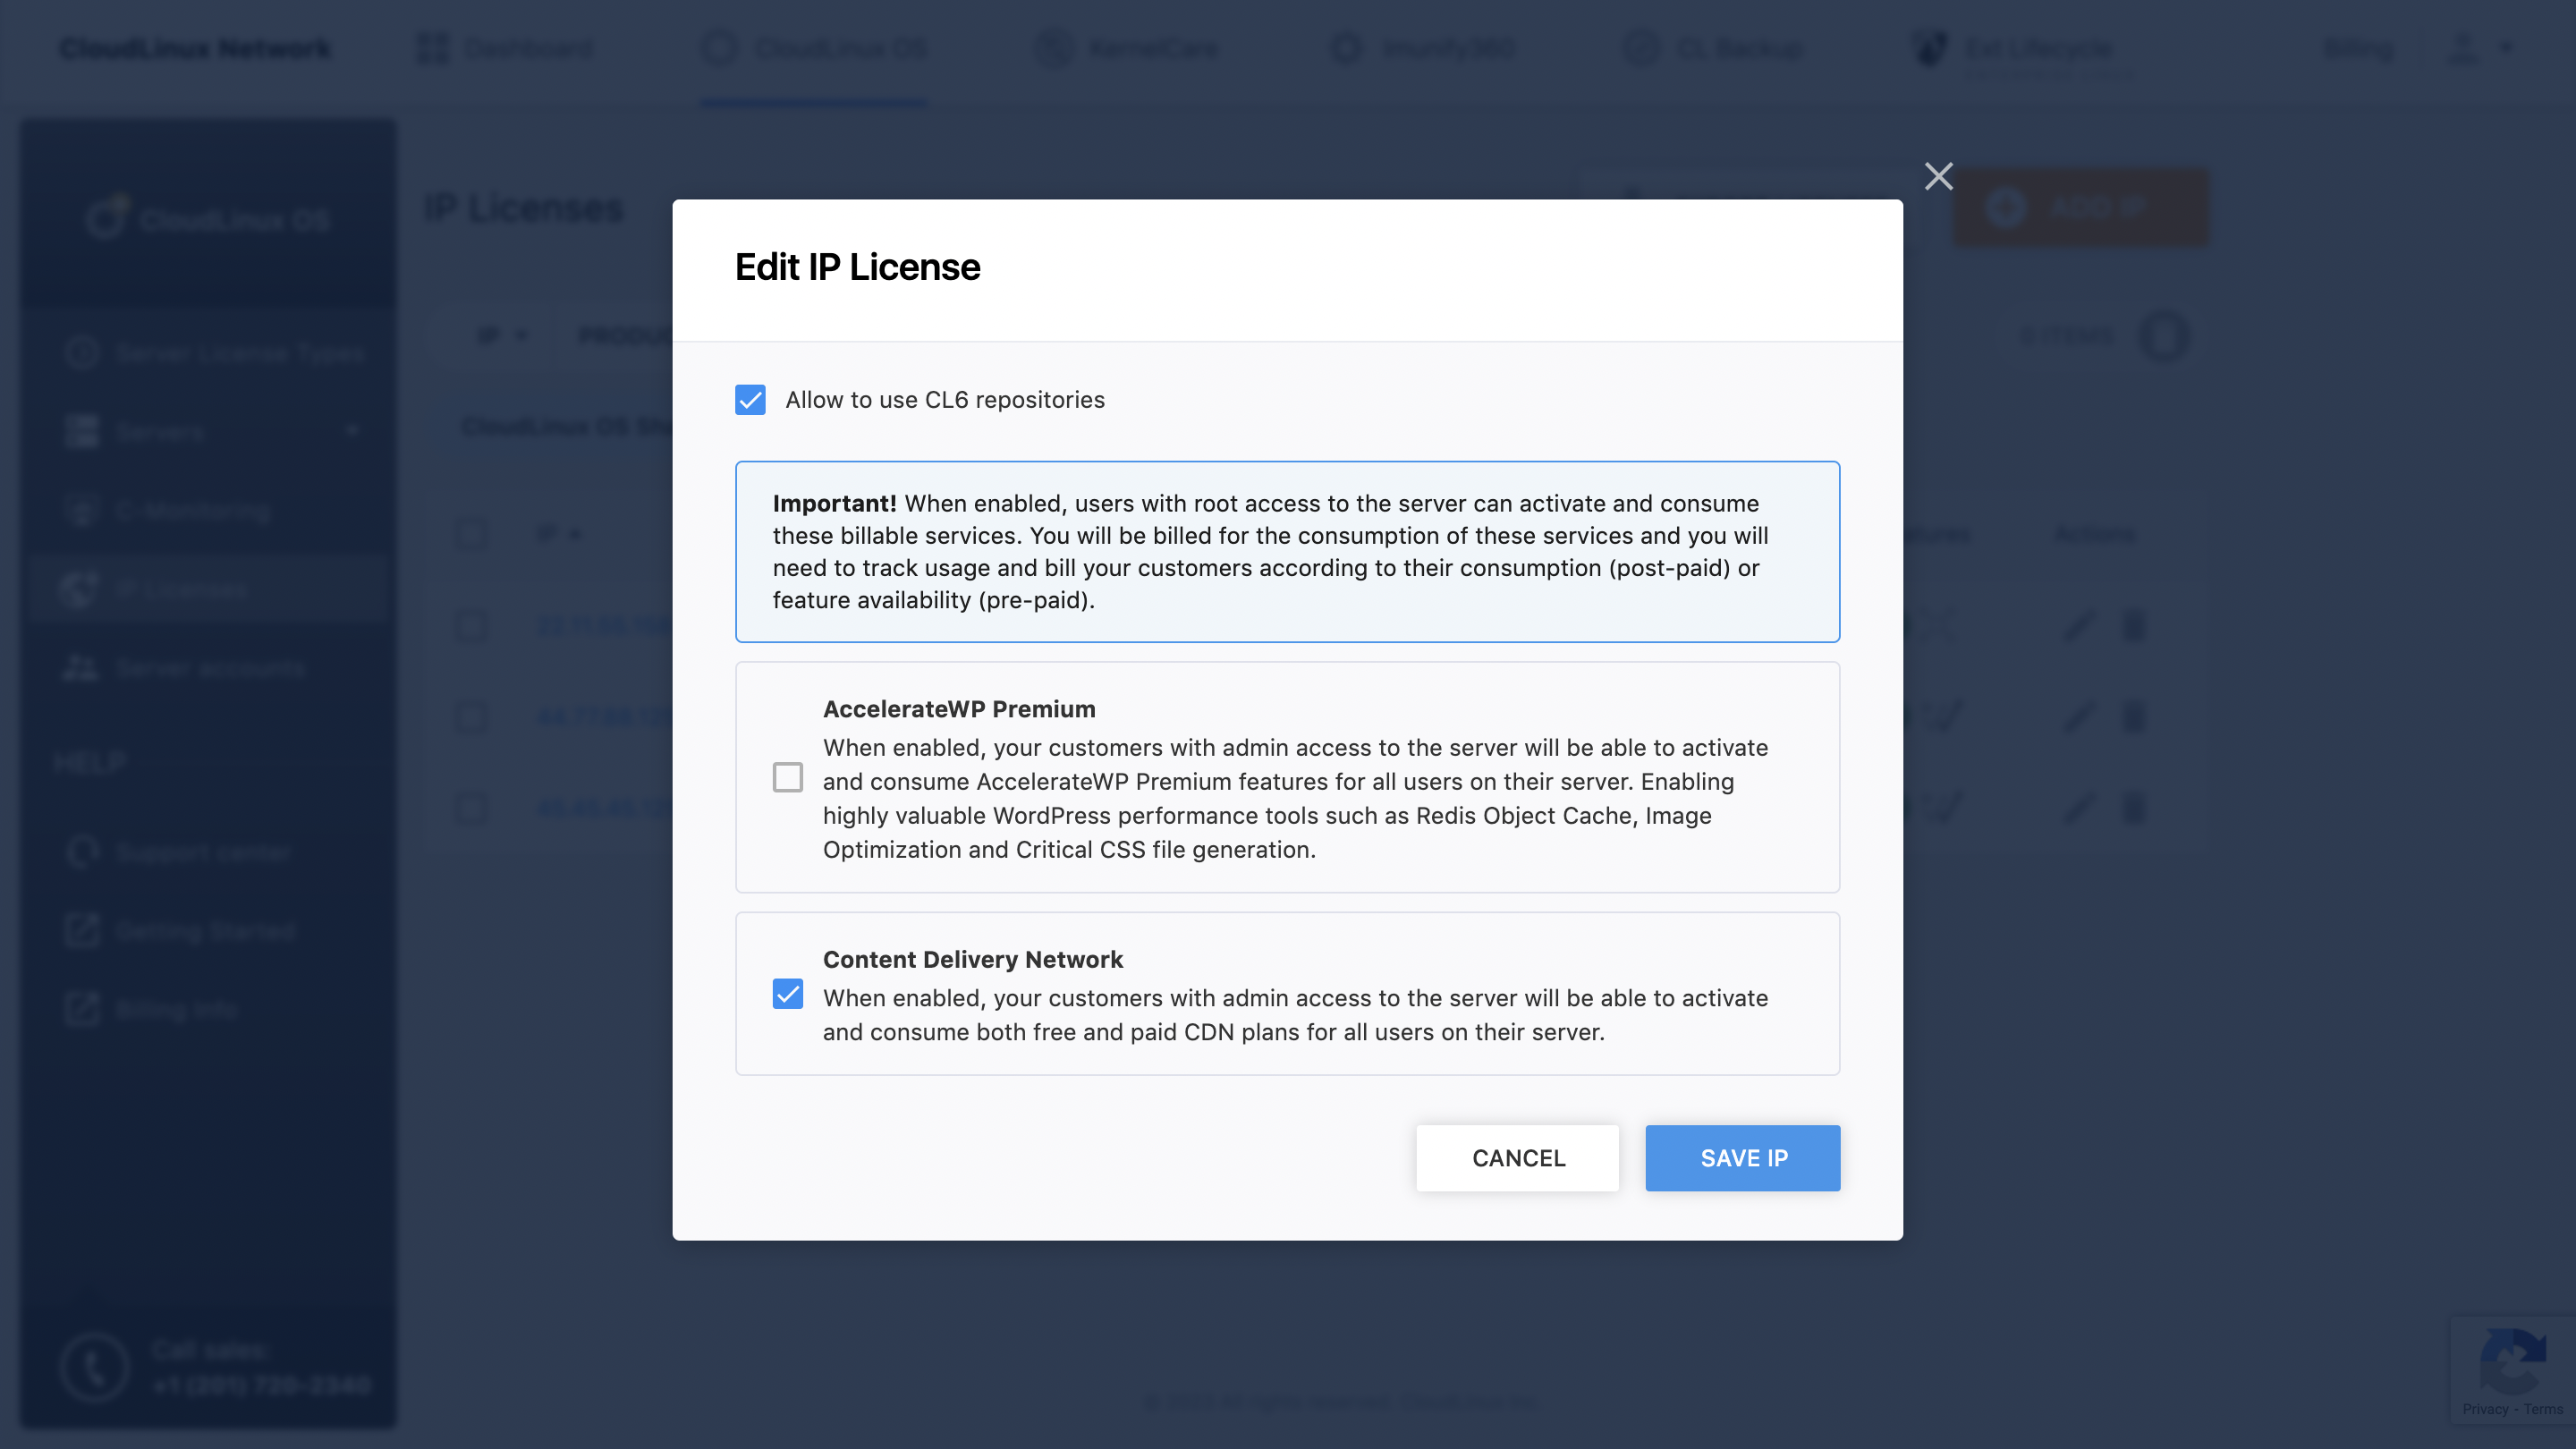 CloudLinux Network
Dashboard
CloudLinux OS
KernelCare
Imunify360
CL Backup
Ext Lifecycle
Billing
CloudLinux OS
IP Licenses
ADD IP
Edit IP License
IP
0 ITEMS
Server License Types
Allow to use CL6 repositories
Servers
CloudLinux OS
Important! When enabled, users with root access to the server can activate and consume
these billable services. You will be billed for the consumption of these services and you will
need to track usage and bill your customers according to their consumption (post-paid) or
feature availability (pre-paid).
IP
Actions
IP Licenses
Server accounts
AccelerateWP Premium
When enabled, your customers with admin access to the server will be able to activate
and consume AccelerateWP Premium features for all users on their server. Enabling
highly valuable WordPress performance tools such as Redis Object Cache, Image
Optimization and Critical CSS file generation.
HELP
Support center
Getting Started
Billing info
Content Delivery Network
When enabled, your customers with admin access to the server will be able to activate
and consume both free and paid CDN plans for all users on their server.
CANCEL
SAVE IP
Call sales:
+1 (201) 720-2340
Privacy - Terms